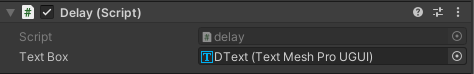 Delay (Script)
Script delay
Text Box DText (Text Mesh Pro UGUI)